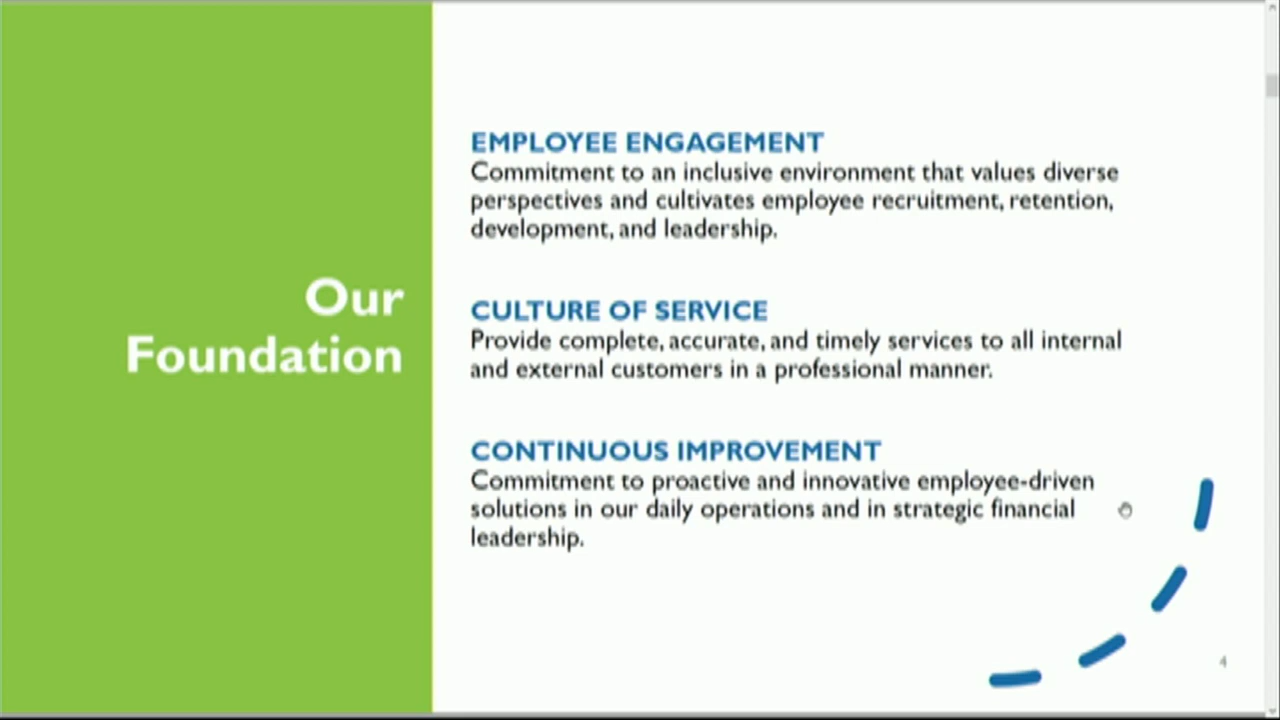 Our
Foundation
EMPLOYEE ENGAGEMENT
Commitment to an inclusive environment that values diverse
perspectives and cultivates employee recruitment, retention,
development, and leadership.
CULTURE OF SERVICE
Provide complete, accurate, and timely services to all internal
and external customers in a professional manner.
CONTINUOUS IMPROVEMENT
Commitment to proactive and innovative employee-driven
solutions in our daily operations and in strategic financial
leadership.
4